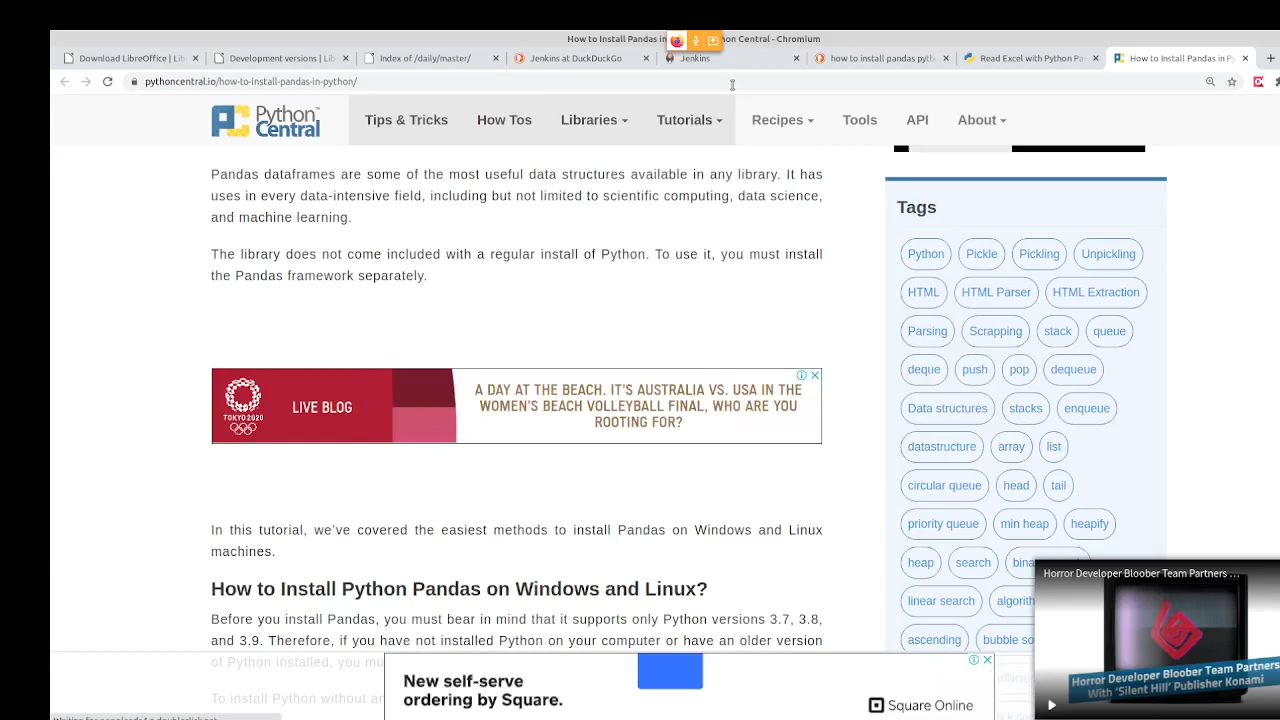 How to Install Pandas in
on Central - Chromium
Download LibreOffice | Lib
Development versions | Li
Index of /daily/master/
Jenkins at DuckDuckGo
Jenkins
how to install pandas pyth
Read Excel with Python Pa
How to Install Pandas in Py
pythoncentral.io/how-to-install-pandas-in-python/
Python Central™
Tips & Tricks
How Tos
Libraries
Tutorials
Recipes
Tools
API
About
Pandas dataframes are some of the most useful data structures available in any library. It has
uses in every data-intensive field, including but not limited to scientific computing, data science,
and machine learning.
The library does not come included with a regular install of Python. To use it, you must install
the Pandas framework separately.
TOKYO 2020
LIVE BLOG
A DAY AT THE BEACH. IT'S AUSTRALIA VS. USA IN THE
WOMEN'S BEACH VOLLEYBALL FINAL, WHO ARE YOU
ROOTING FOR?
In this tutorial, we've covered the easiest methods to install Pandas on Windows and Linux
machines.
How to Install Python Pandas on Windows and Linux?
Before you install Pandas, you must bear in mind that it supports only Python versions 3.7, 3.8,
and 3.9. Therefore, if you have not installed Python on your computer or have an older version
of Python installed, you mu
To install Python without an
Tags
Python Pickle Pickling Unpickling
HTML HTML Parser HTML Extraction
Parsing Scrapping stack queue
deque push pop dequeue
Data structures stacks enqueue
datastructure array list
circular queue head tail
priority queue min heap heapify
heap search bina
linear search algorith
ascending bubble so
New self-serve
ordering by Square.
Square Online
Horror Developer Bloober Team Partners ...
Horror Developer Bloober Team Partners
With 'Silent Hill' Publisher Konami